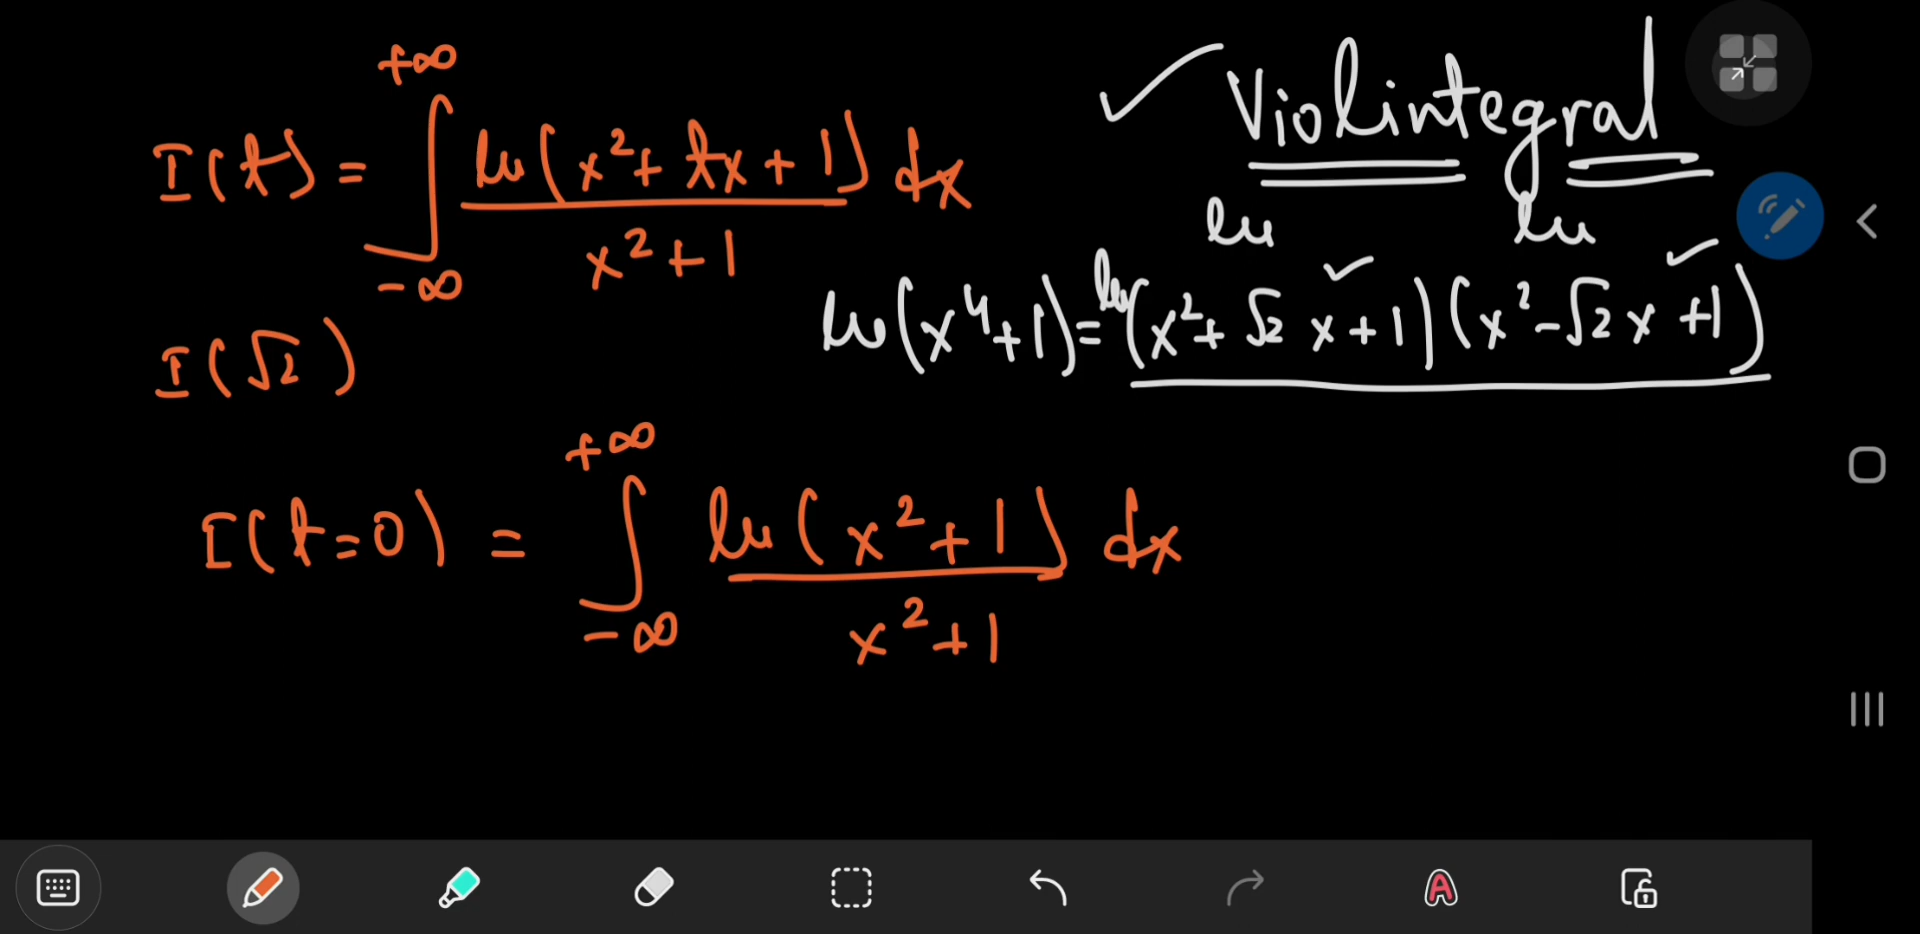 I(t) = ∫_{-∞}^{+∞} ln(x²+tx+1)/(x²+1) dx
✓ Violintegral
ln ln
ln(x⁴+1) = ln(x²+√2 x+1)(x²-√2 x+1)
I(√2)
I(t=0) = ∫_{-∞}^{+∞} ln(x²+1)/(x²+1) dx
A